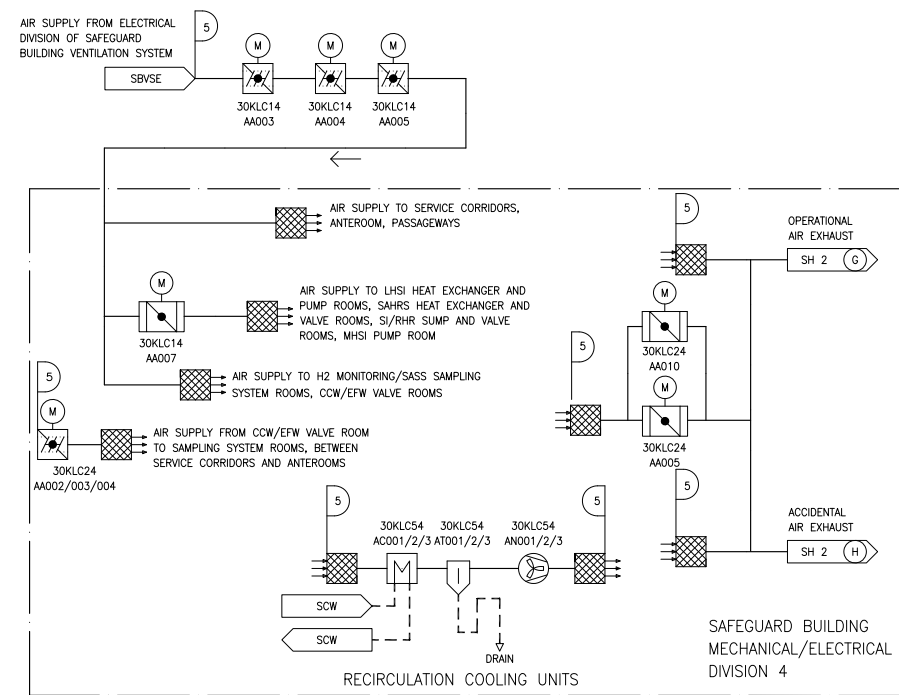 AIR SUPPLY FROM ELECTRICAL
DIVISION OF SAFEGUARD
BUILDING VENTILATION SYSTEM
5
SBVSE
M
M
M
30KLC14
AA003
30KLC14
AA004
30KLC14
AA005
AIR SUPPLY TO SERVICE CORRIDORS,
ANTEROOM, PASSAGEWAYS
5
OPERATIONAL
AIR EXHAUST
SH 2
G
M
30KLC14
AA007
AIR SUPPLY TO LHSI HEAT EXCHANGER AND
PUMP ROOMS, SAHRS HEAT EXCHANGER AND
VALVE ROOMS, SI/RHR SUMP AND VALVE
ROOMS, MHSI PUMP ROOM
M
30KLC24
AA010
5
M
30KLC24
AA005
AIR SUPPLY TO H2 MONITORING/SASS SAMPLING
SYSTEM ROOMS, CCW/EFW VALVE ROOMS
5
M
30KLC24
AA002/003/004
AIR SUPPLY FROM CCW/EFW VALVE ROOM
TO SAMPLING SYSTEM ROOMS, BETWEEN
SERVICE CORRIDORS AND ANTEROOMS
5
ACCIDENTAL
AIR EXHAUST
SH 2
H
5
30KLC54
AC001/2/3
30KLC54
AT001/2/3
30KLC54
AN001/2/3
5
SCW
SCW
DRAIN
RECIRCULATION COOLING UNITS
SAFEGUARD BUILDING
MECHANICAL/ELECTRICAL
DIVISION 4